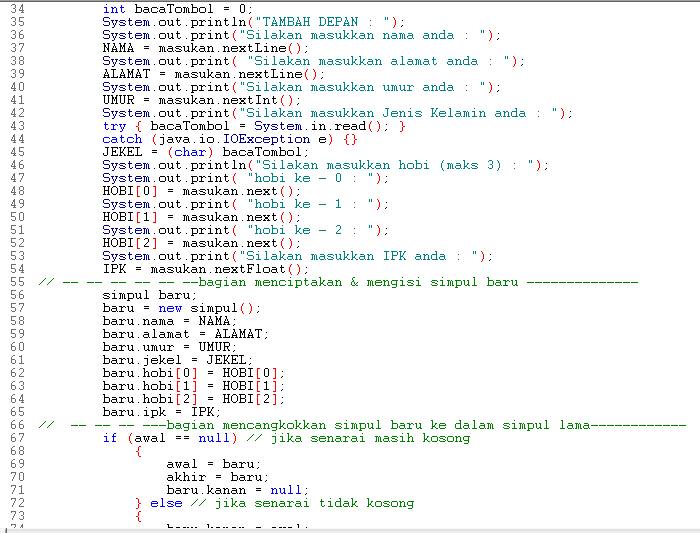 34 int bacaTombol = 0;
35 System.out.println("TAMBAH DEPAN : ");
36 System.out.print("Silakan masukkan nama anda : ");
37 NAMA = masukan.nextLine();
38 System.out.print( "Silakan masukkan alamat anda : ");
39 ALAMAT = masukan.nextLine();
40 System.out.print("Silakan masukkan umur anda : ");
41 UMUR = masukan.nextInt();
42 System.out.print("Silakan masukkan Jenis Kelamin anda : ");
43 try { bacaTombol = System.in.read(); }
44 catch (java.io.IOException e) {}
45 JEKEL = (char) bacaTombol;
46 System.out.println("Silakan masukkan hobi (maks 3) : ");
47 System.out.print( "hobi ke - 0 : ");
48 HOBI[0] = masukan.next();
49 System.out.print( "hobi ke - 1 : ");
50 HOBI[1] = masukan.next();
51 System.out.print( "hobi ke - 2 : ");
52 HOBI[2] = masukan.next();
53 System.out.print("Silakan masukkan IPK anda : ");
54 IPK = masukan.nextFloat();
55 // -- -- -- -- -- --bagian menciptakan & mengisi simpul baru --------------
56 simpul baru;
57 baru = new simpul();
58 baru.nama = NAMA;
59 baru.alamat = ALAMAT;
60 baru.umur = UMUR;
61 baru.jekel = JEKEL;
62 baru.hobi[0] = HOBI[0];
63 baru.hobi[1] = HOBI[1];
64 baru.hobi[2] = HOBI[2];
65 baru.ipk = IPK;
66 // -- -- -- ---bagian mencangkokkan simpul baru ke dalam simpul lama------------
67 if (awal == null) // jika senarai masih kosong
68 {
69 awal = baru;
70 akhir = baru;
71 baru.kanan = null;
72 } else // jika senarai tidak kosong
73 {